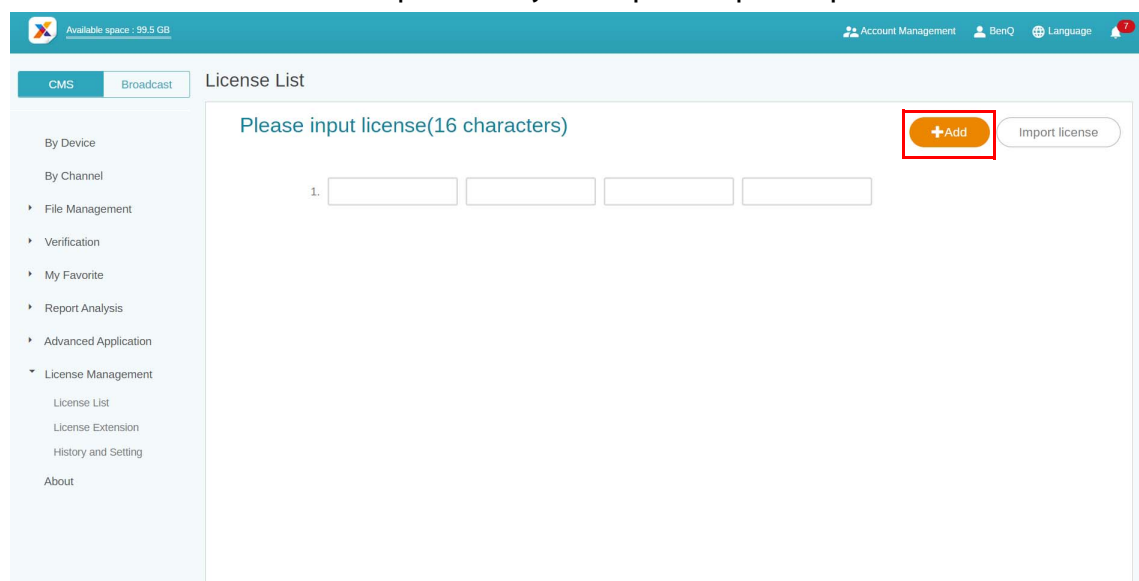 Available space : 99.5 GB
Account Management
BenQ
Language
7
CMS
Broadcast
License List
Please input license(16 characters)
+Add
Import license
1.
By Device
By Channel
File Management
Verification
My Favorite
Report Analysis
Advanced Application
License Management
License List
License Extension
History and Setting
About